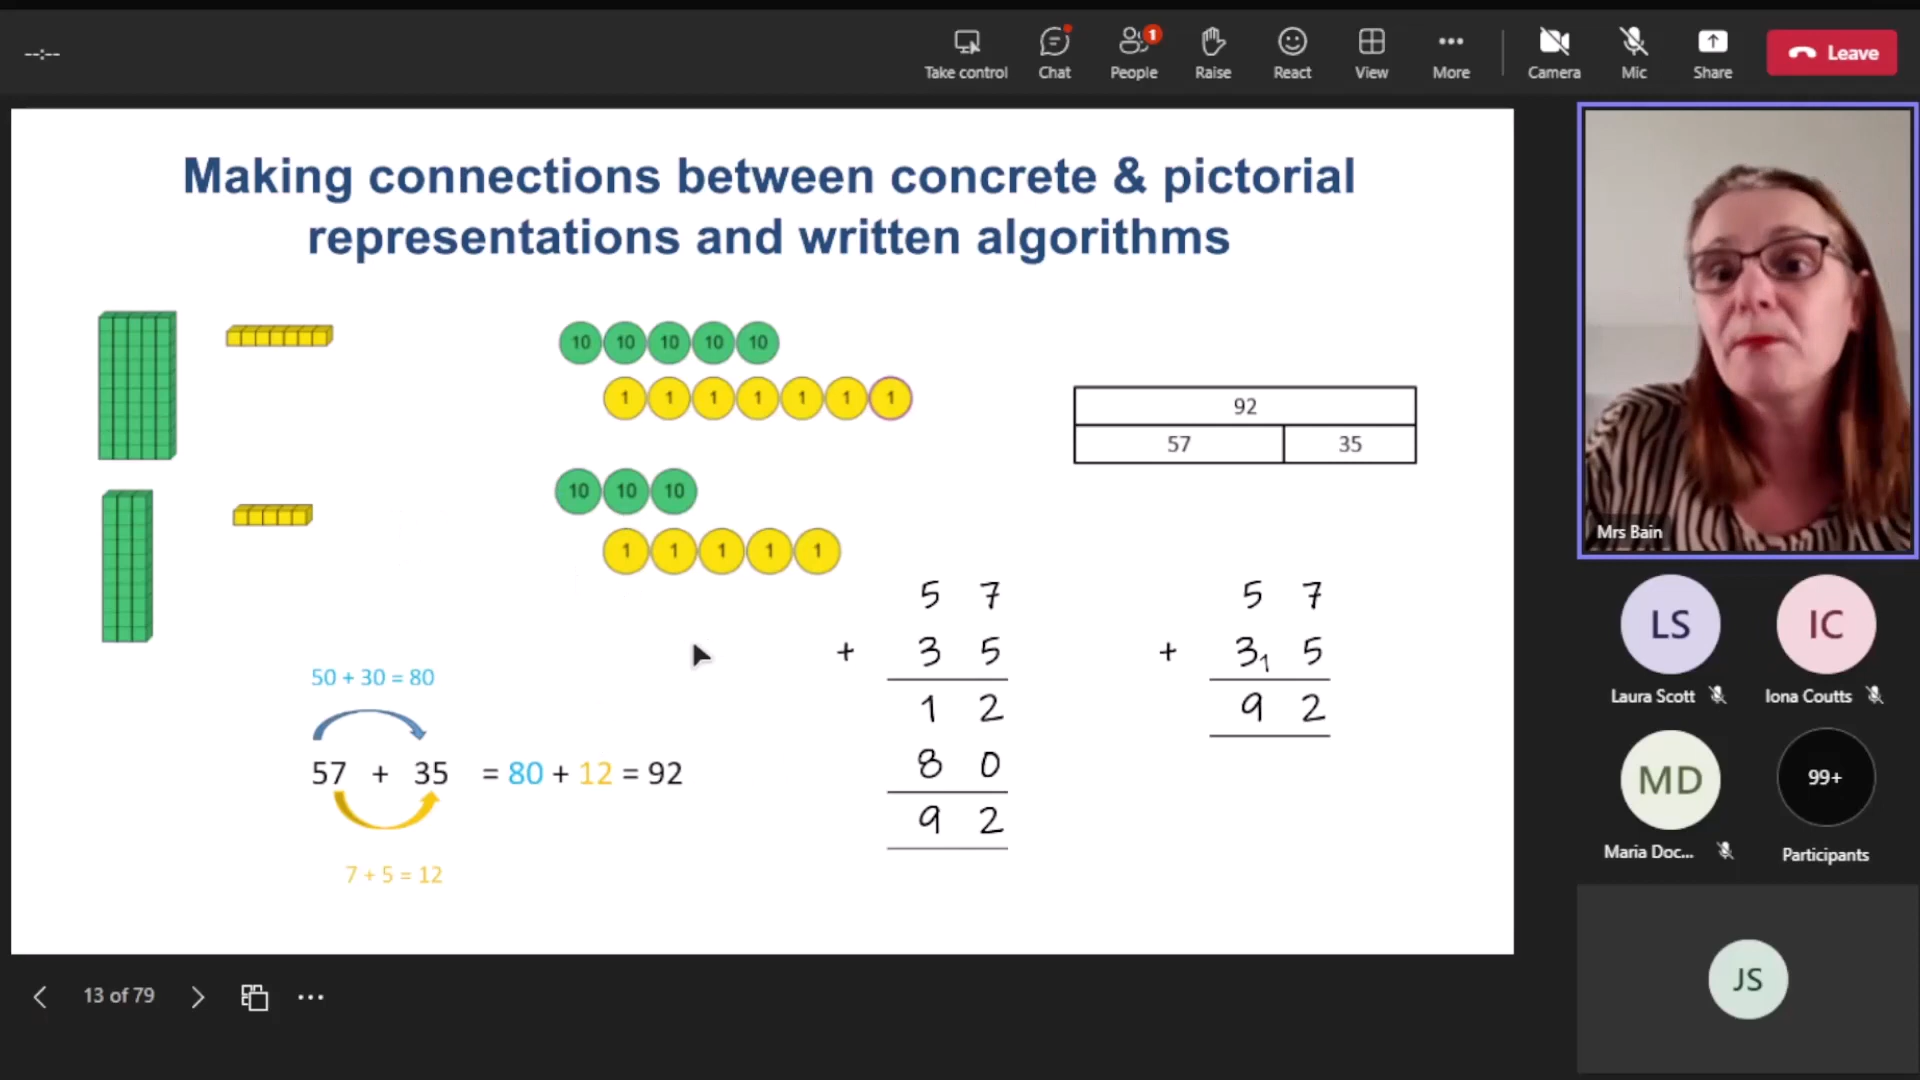 --:--
Take control
Chat
1
People
Raise
React
View
More
Camera
Mic
Share
Leave
Making connections between concrete & pictorial
representations and written algorithms
10 10 10 10 10
1 1 1 1 1 1 1
10 10 10
1 1 1 1 1
92
57 35
50 + 30 = 80
57 + 35 = 80 + 12 = 92
7 + 5 = 12
5 7
+ 3 5
1 2
8 0
9 2
5 7
+ 3 1 5
9 2
Mrs Bain
LS
Laura Scott
IC
Iona Coutts
MD
Maria Doc...
99+
Participants
JS
13 of 79